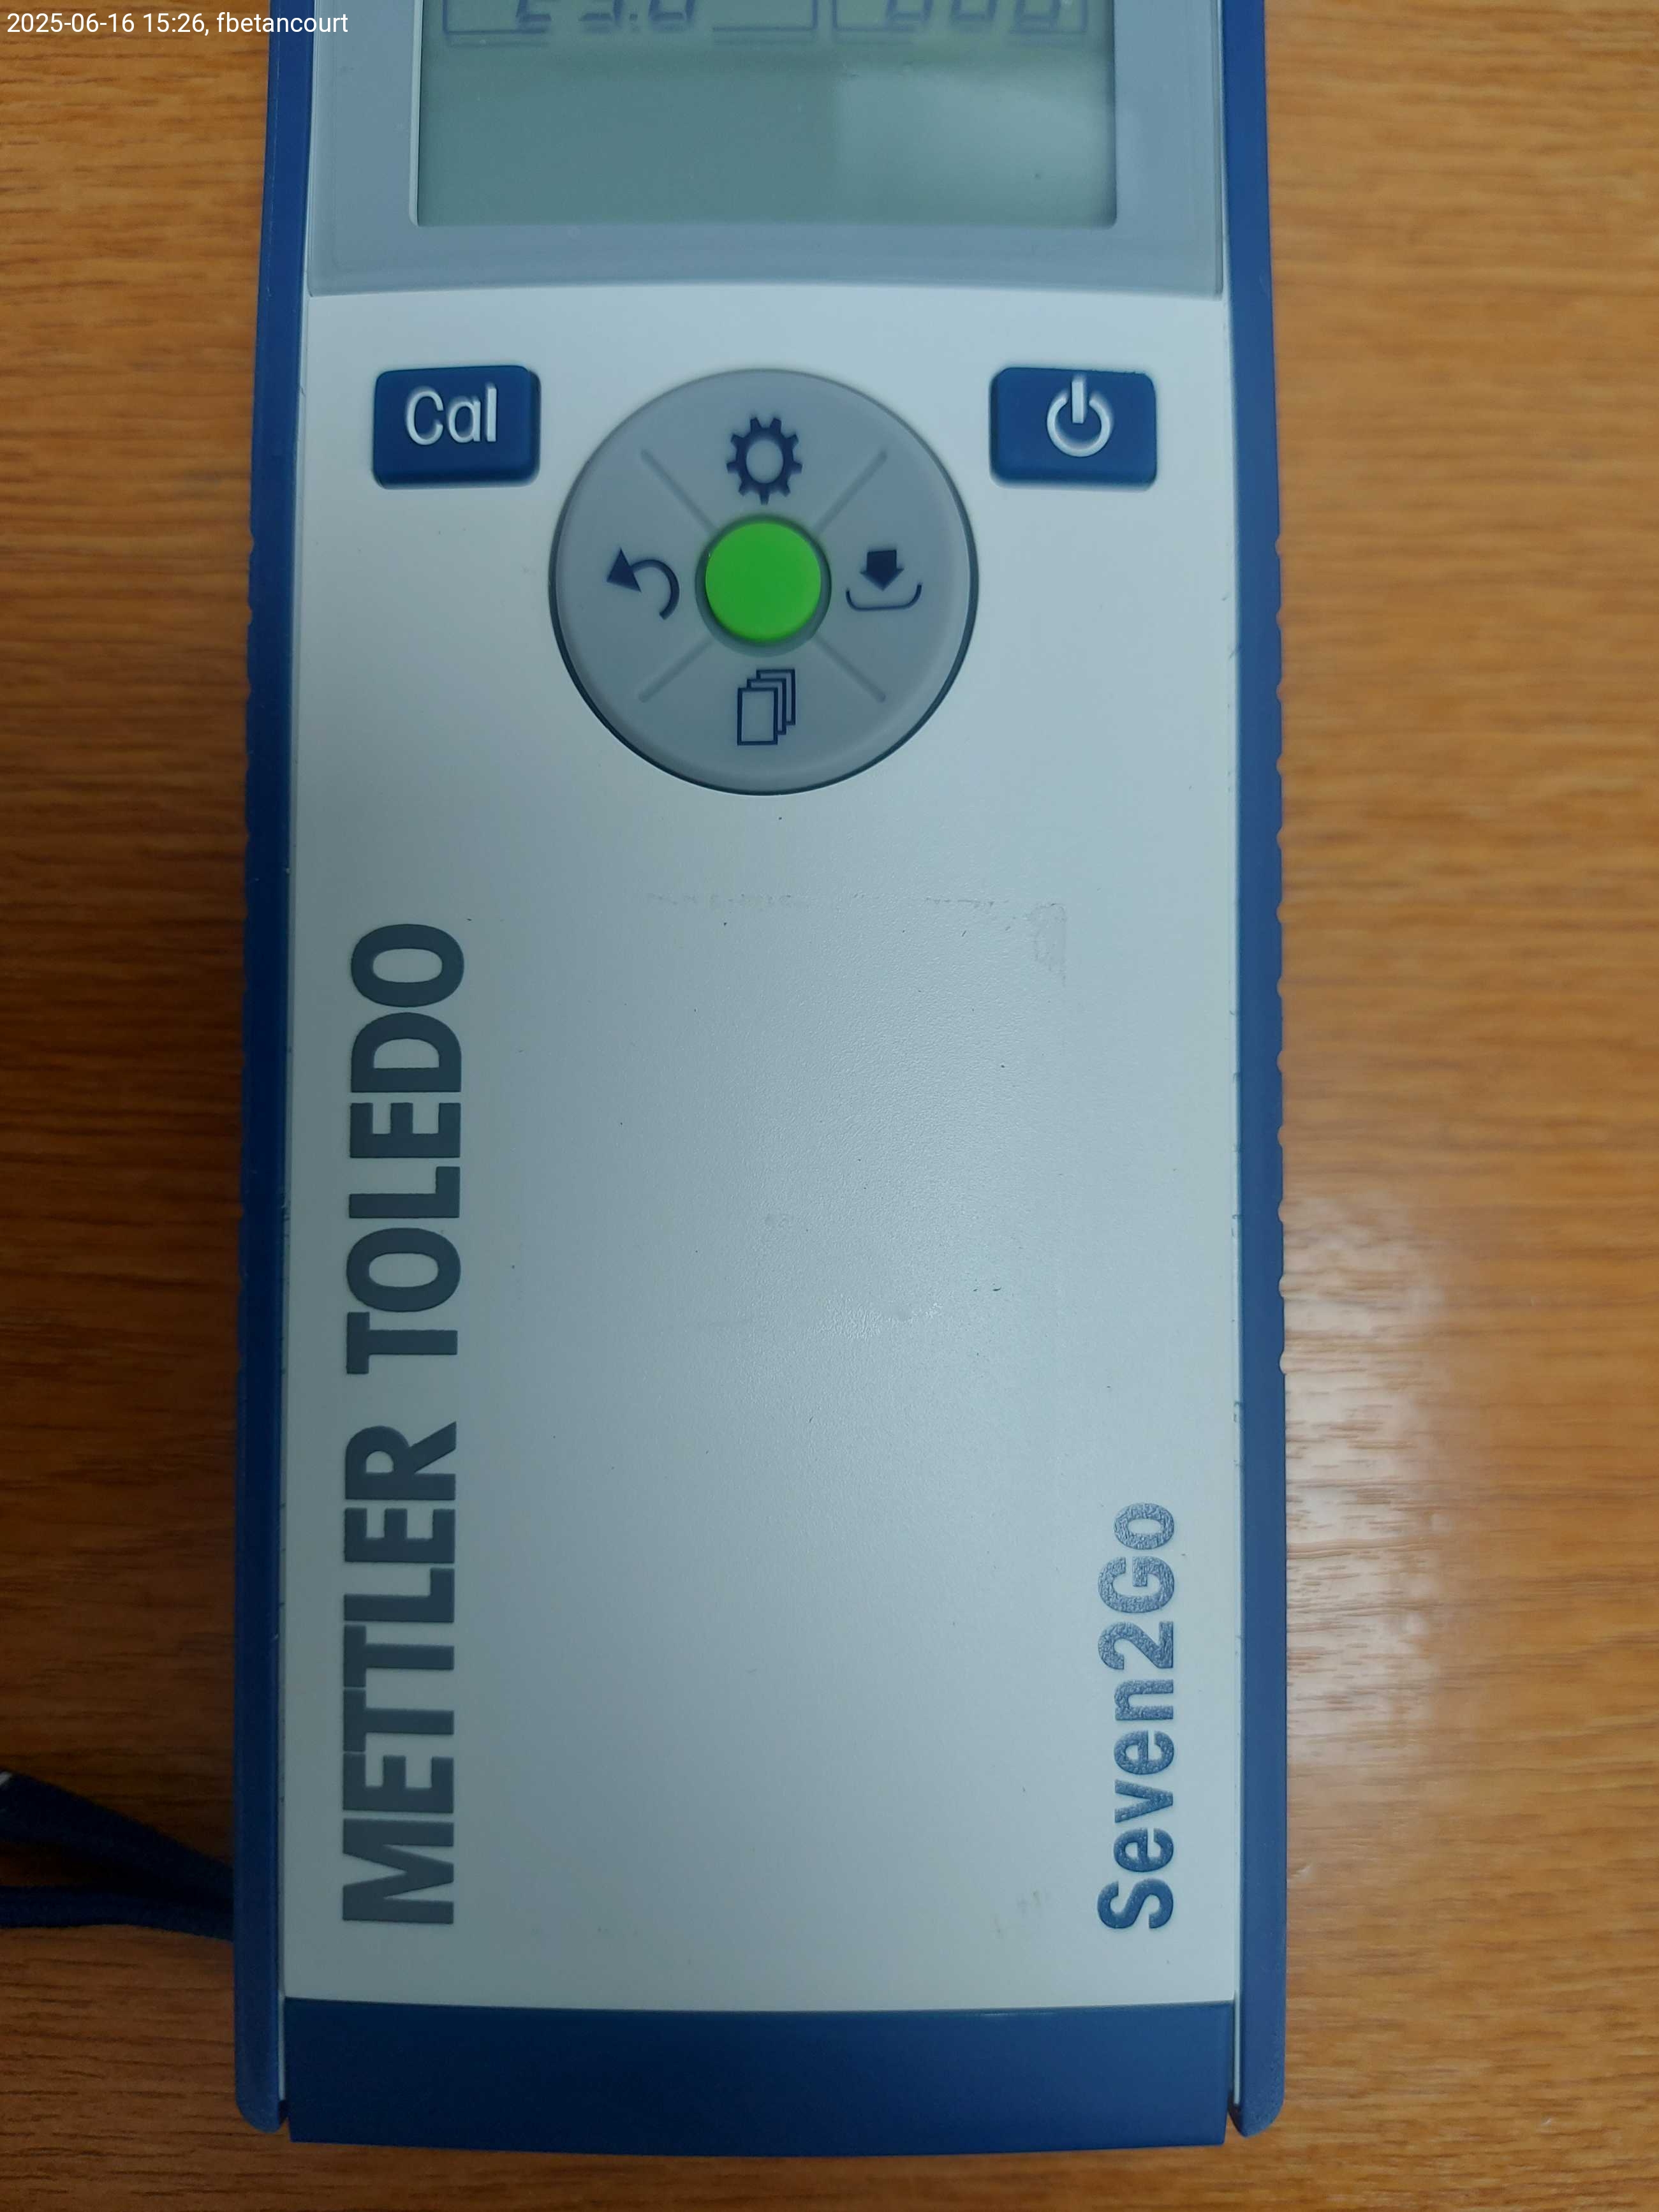 2025-06-16 15:26, fbetancourt
Cal
METTLER TOLEDO
Seven2Go